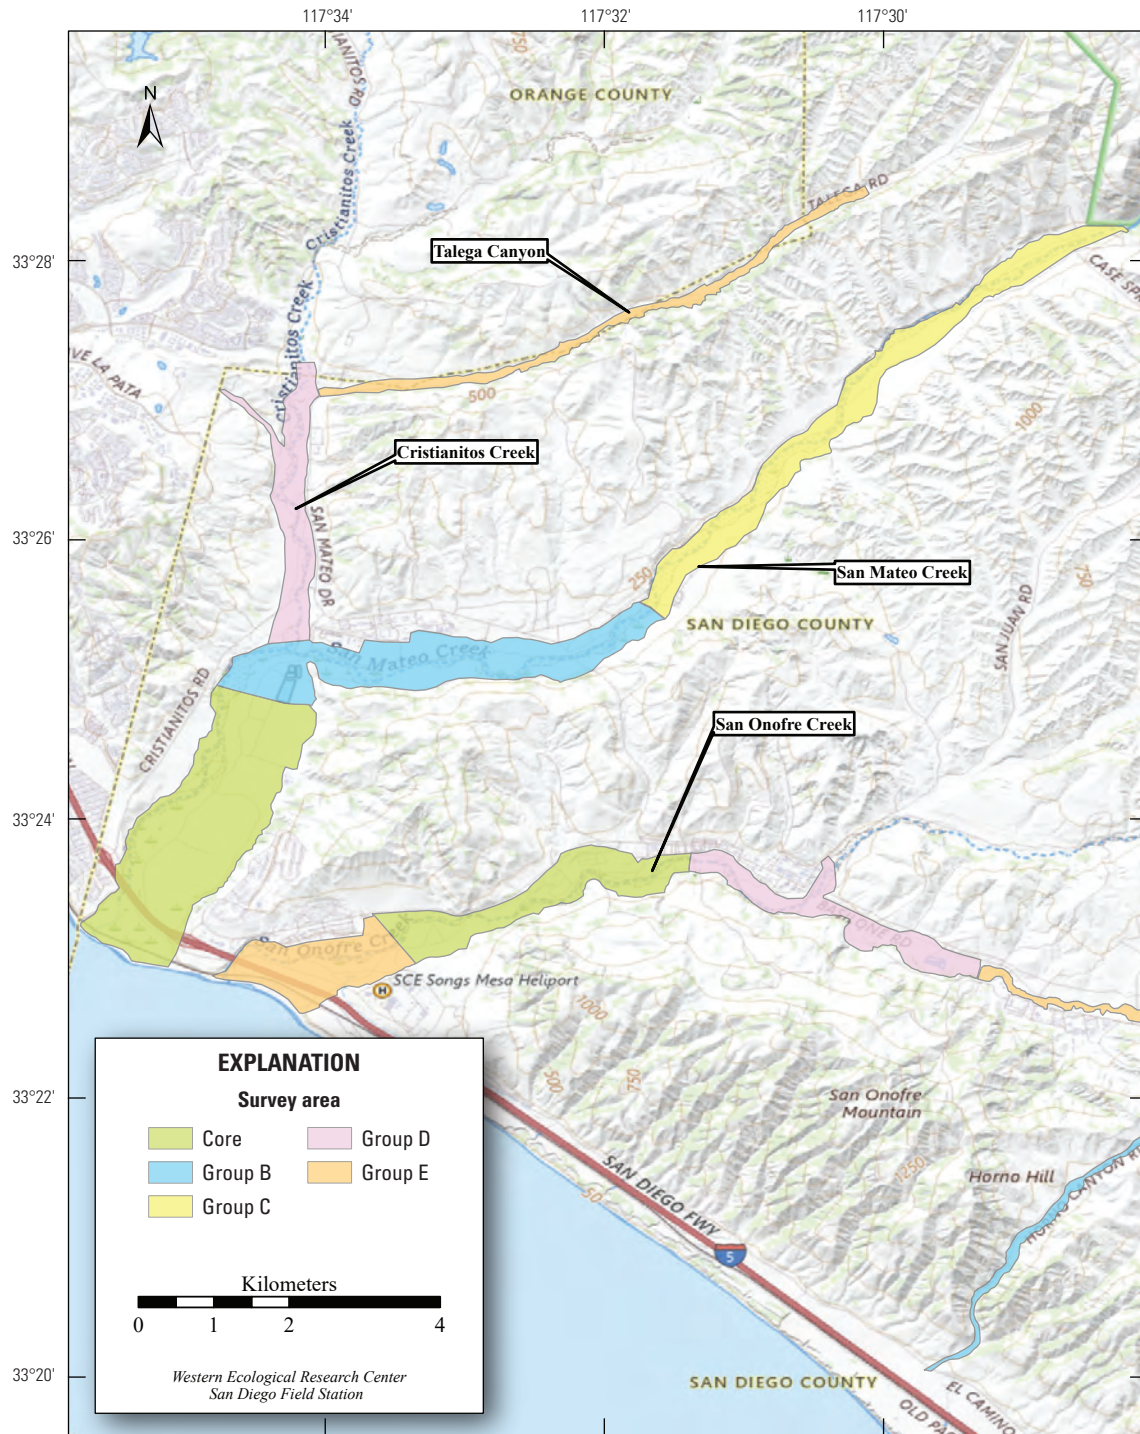 117°34'
117°32'
117°30'
N
ORANGE COUNTY
Cristianitos Creek
TALEGA RD
Talega Canyon
33°28'
Cristianitos Creek
AVE LA PATA
500
1000
Cristianitos Creek
SAN MATEO DR
33°26'
250
San Mateo Creek
750
SAN JUAN RD
SAN DIEGO COUNTY
San Mateo Creek
CRISTIANITOS RD
San Onofre Creek
33°24'
San Onofre Creek
SCE Songs Mesa Heliport
H
1000
500
750
33°22'
San Onofre
Mountain
1250
Horno Hill
SAN DIEGO FWY
50
5
EXPLANATION
Survey area
Core
Group B
Group C
Group D
Group E
Kilometers
0 1 2 4
Western Ecological Research Center
San Diego Field Station
33°20'
SAN DIEGO COUNTY
EL CAMINO
OLD PAC